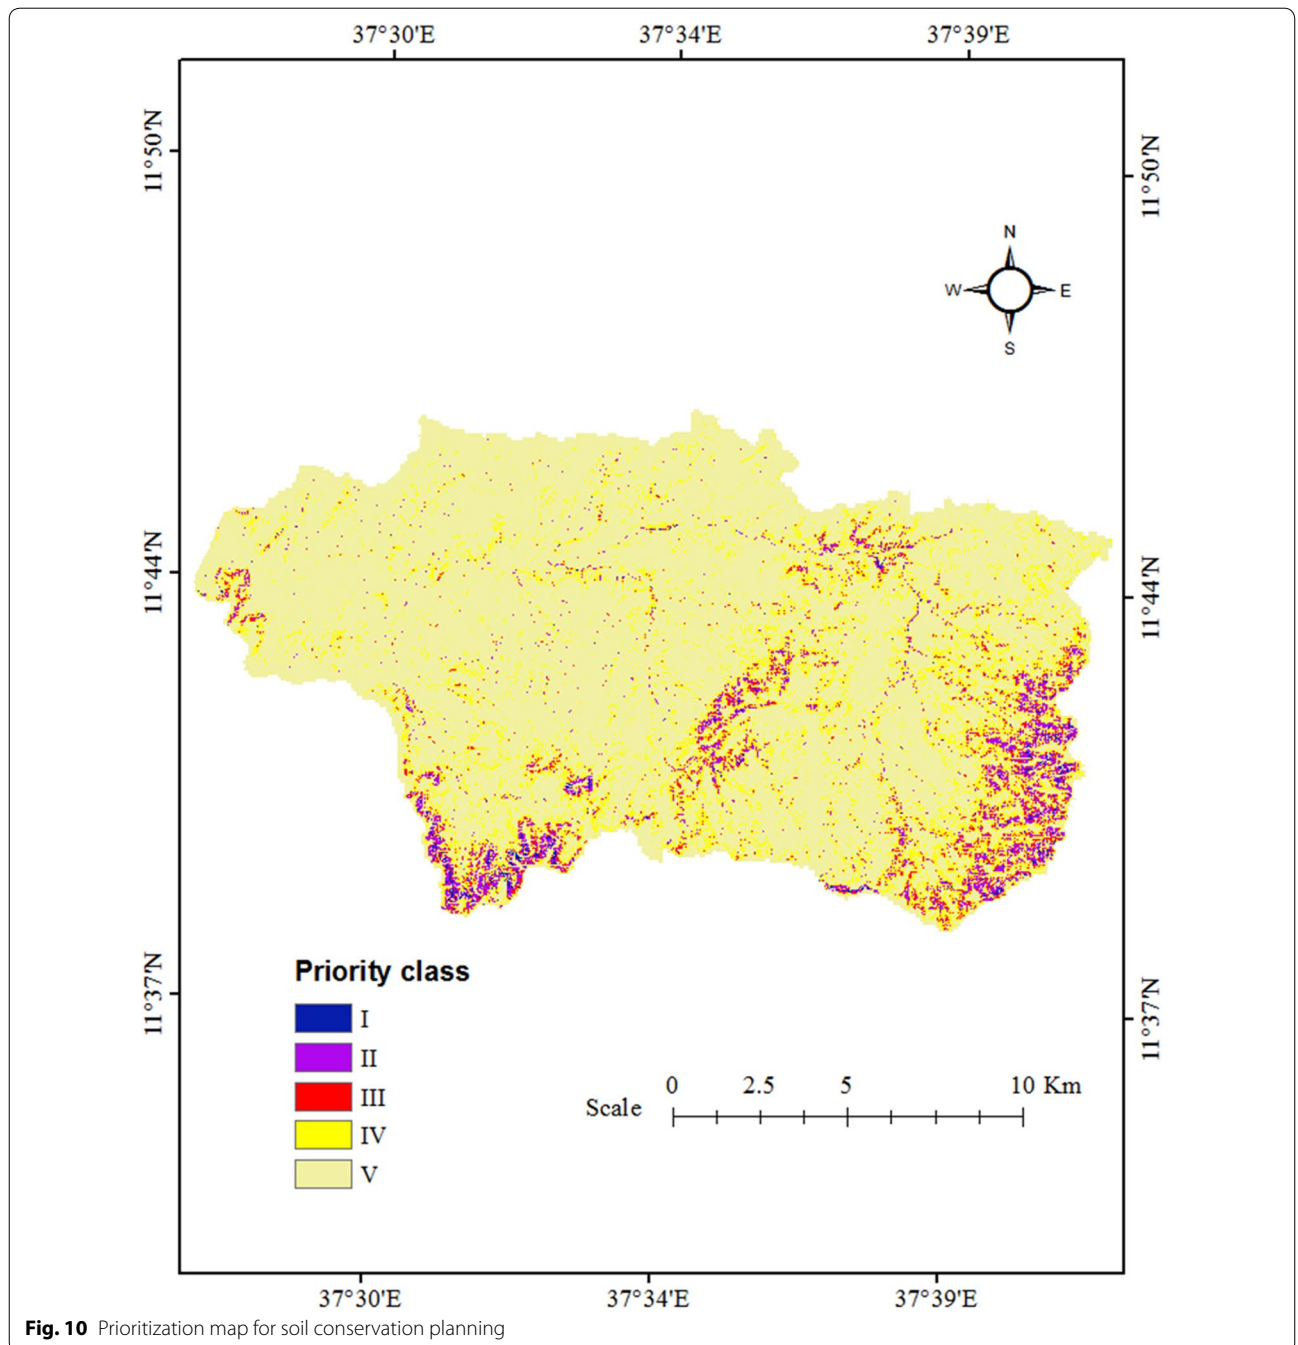 37°30'E 37°34'E 37°39'E
11°50'N
11°50'N
N
W E
S
11°44'N
11°44'N
Priority class
I
II
III
IV
V
11°37'N
11°37'N
0 2.5 5 10 Km
Scale
37°30'E 37°34'E 37°39'E
Fig. 10 Prioritization map for soil conservation planning